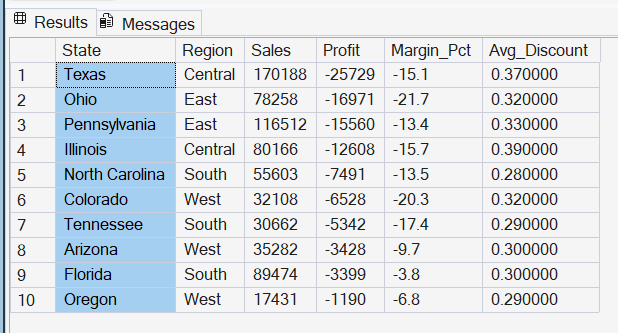 Results Messages
State Region Sales Profit Margin_Pct Avg_Discount
1 Texas Central 170188 -25729 -15.1 0.370000
2 Ohio East 78258 -16971 -21.7 0.320000
3 Pennsylvania East 116512 -15560 -13.4 0.330000
4 Illinois Central 80166 -12608 -15.7 0.390000
5 North Carolina South 55603 -7491 -13.5 0.280000
6 Colorado West 32108 -6528 -20.3 0.320000
7 Tennessee South 30662 -5342 -17.4 0.290000
8 Arizona West 35282 -3428 -9.7 0.300000
9 Florida South 89474 -3399 -3.8 0.300000
10 Oregon West 17431 -1190 -6.8 0.290000